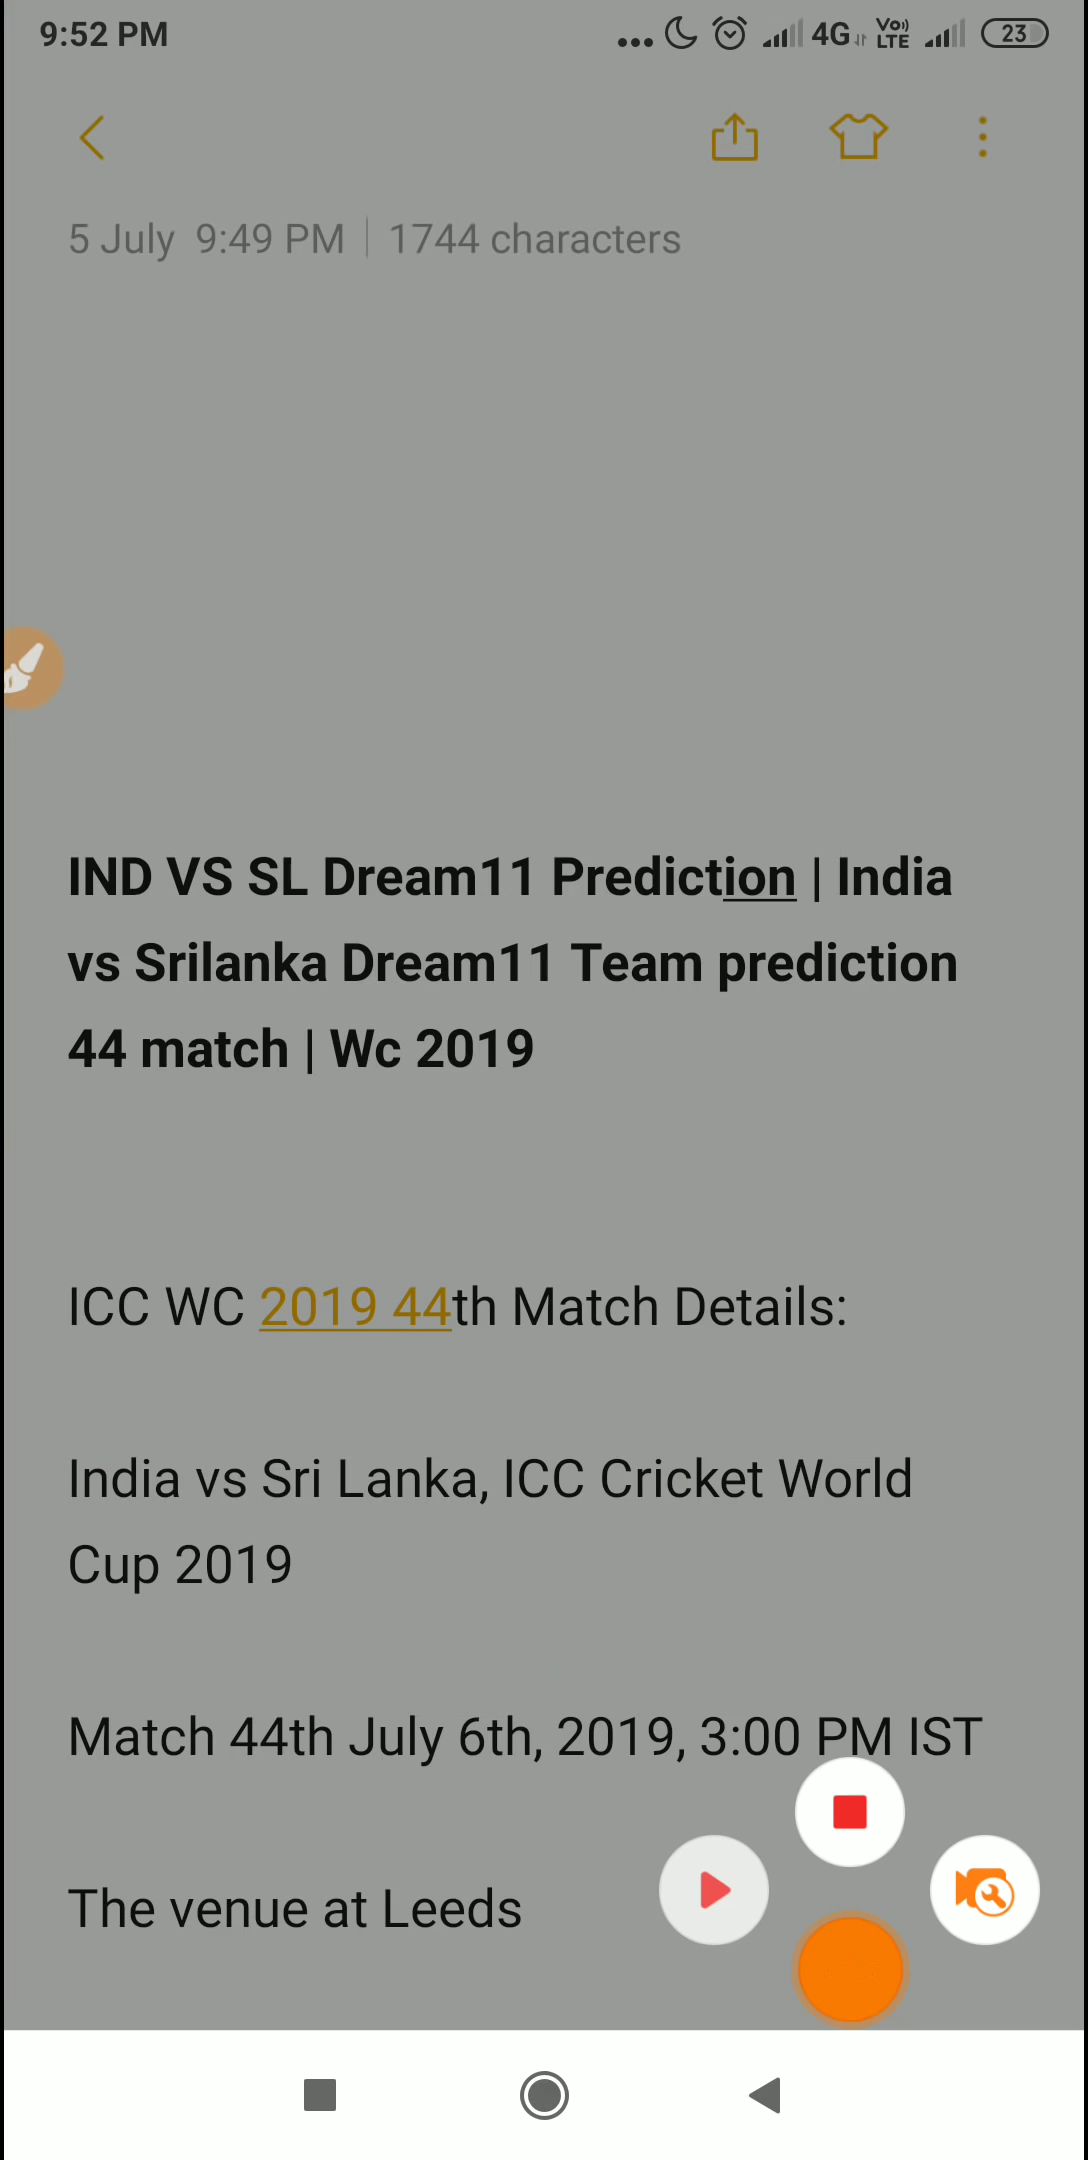 9:52 PM
4G
Vo)) LTE
23
5 July 9:49 PM | 1744 characters
IND VS SL Dream11 Prediction | India
vs Srilanka Dream11 Team prediction
44 match | Wc 2019
ICC WC 2019 44th Match Details:
India vs Sri Lanka, ICC Cricket World
Cup 2019
Match 44th July 6th, 2019, 3:00 PM IST
The venue at Leeds